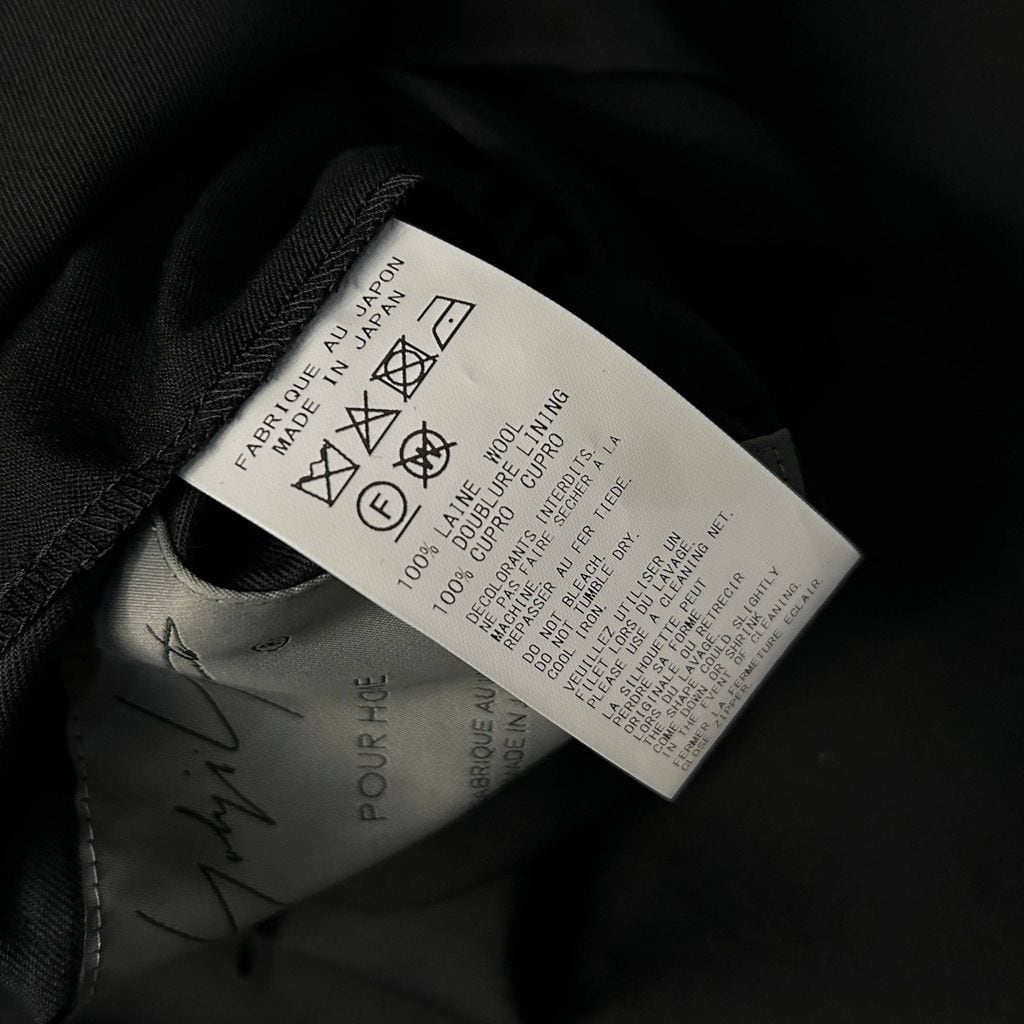 FABRIQUE AU JAPON
MADE IN JAPAN
F
W
100% LAINE WOOL
DOUBLURE LINING
100% CUPRO CUPRO
DECOLORANTS INTERDITS.
NE PAS FAIRE SECHER À LA
MACHINE.
REPASSER AU FER TIEDE.
DO NOT BLEACH.
DO NOT TUMBLE DRY.
COOL IRON.
VEUILLEZ UTILISER UN
FILET LORS DU LAVAGE.
PLEASE USE A CLEANING NET.
LA SILHOUETTE PEUT
PERDRE SA FORME
ORIGINALE OU RETRECIR
LORS DU LAVAGE.
THE SHAPE COULD SLIGHTLY
COME DOWN OR SHRINK
IN THE EVENT OF CLEANING.
FERMER LA FERMETURE ECLAIR.
CLOSE ZIPPER
Yohji
®
POUR HO
ABRIQUE AU
MADE IN